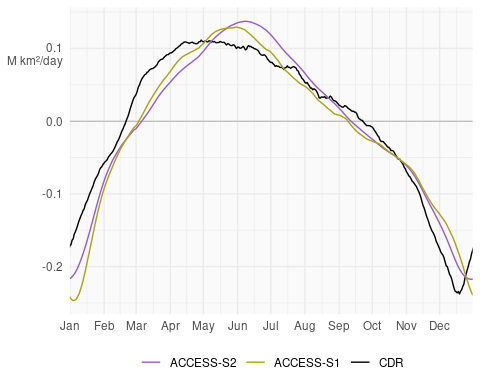 0.1
M km²/day
0.0
-0.1
-0.2
Jan Feb Mar Apr May Jun Jul Aug Sep Oct Nov Dec
ACCESS-S2 ACCESS-S1 CDR